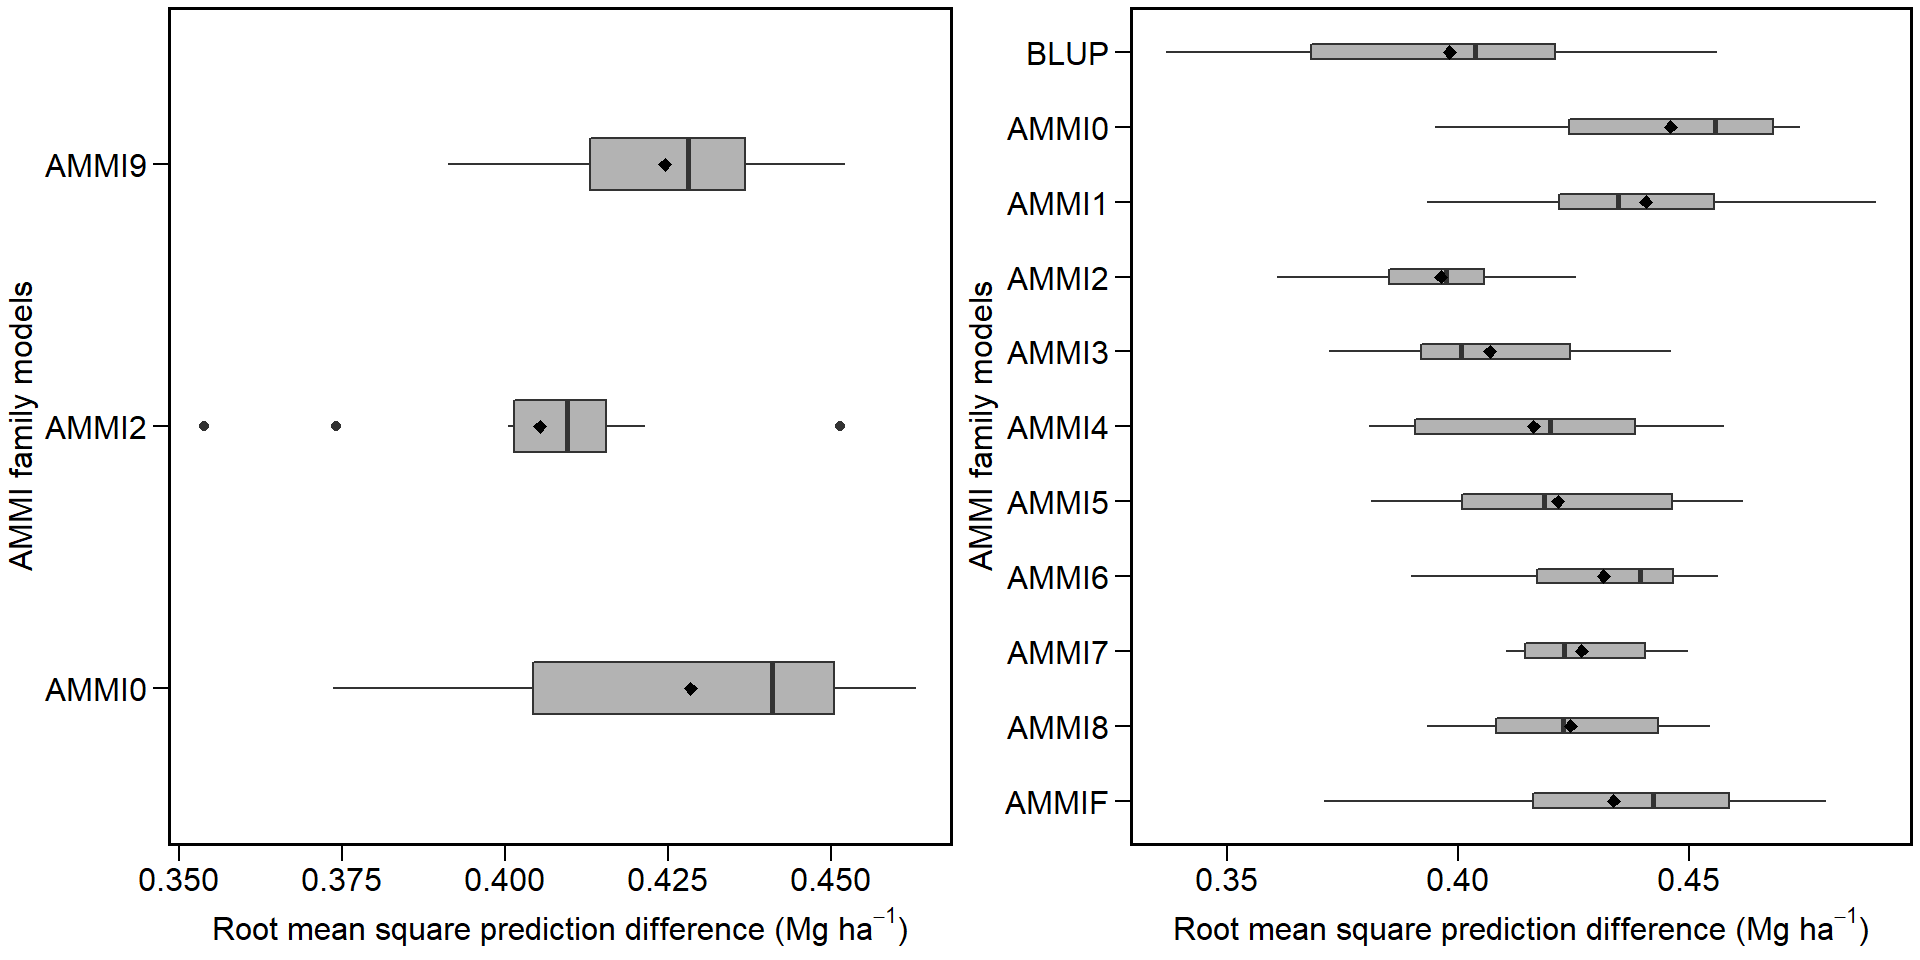 AMMI family models
AMMI9
AMMI2
AMMI0
0.350 0.375 0.400 0.425 0.450
Root mean square prediction difference (Mg ha⁻¹)
AMMI family models
BLUP
AMMI0
AMMI1
AMMI2
AMMI3
AMMI4
AMMI5
AMMI6
AMMI7
AMMI8
AMMIF
0.35 0.40 0.45
Root mean square prediction difference (Mg ha⁻¹)